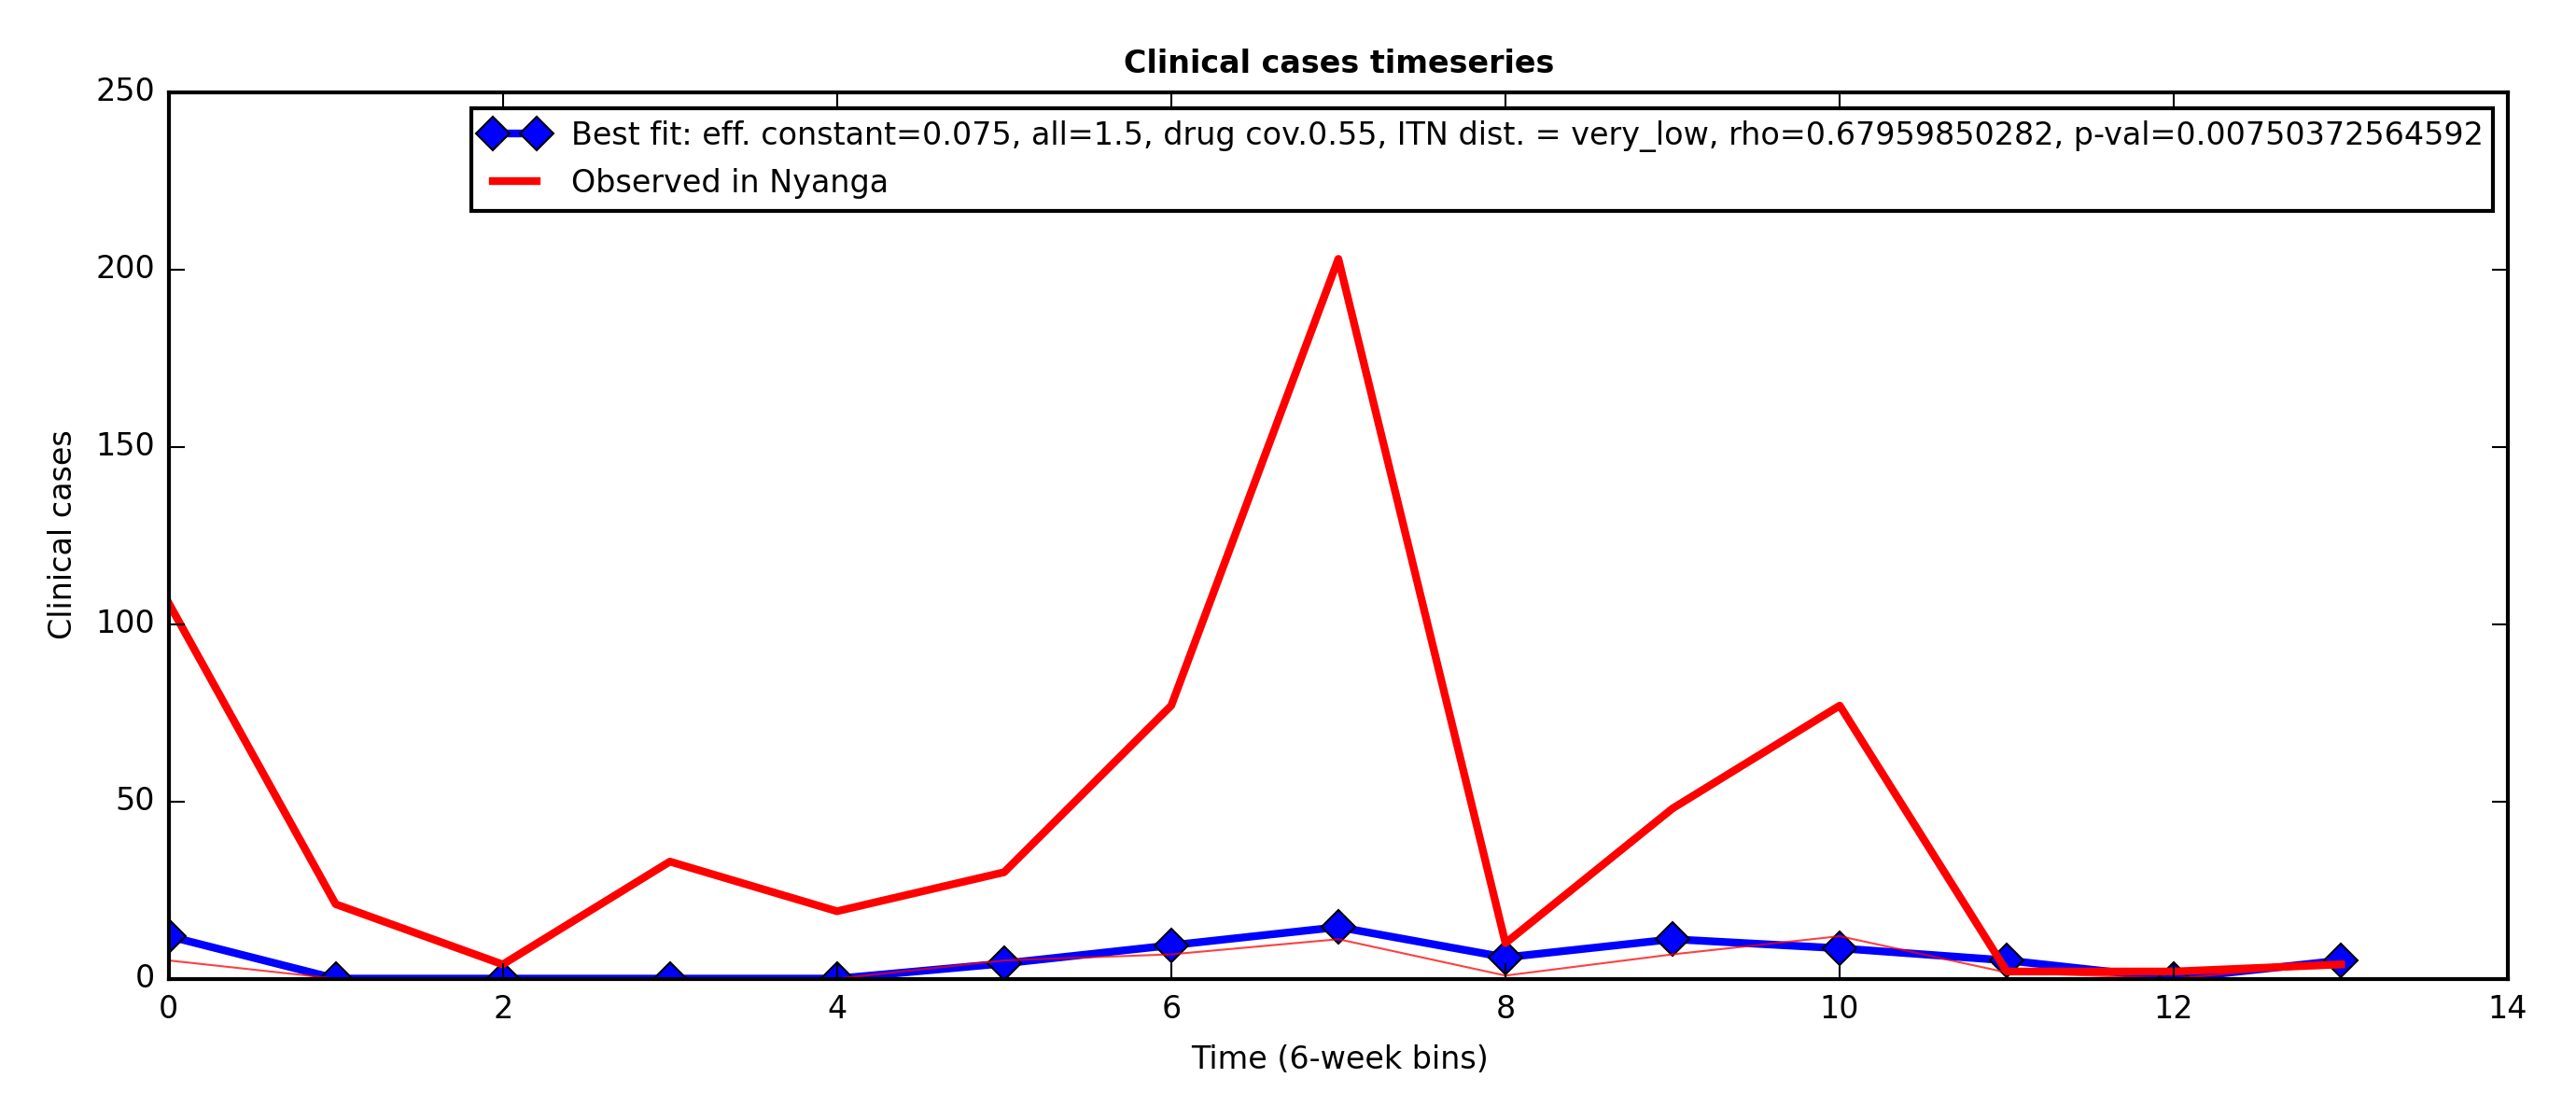 Clinical cases timeseries
250
200
150
100
50
0
Clinical cases
Best fit: eff. constant=0.075, all=1.5, drug cov.0.55, ITN dist. = very_low, rho=0.67959850282, p-val=0.00750372564592
Observed in Nyanga
0 2 4 6 8 10 12 14
Time (6-week bins)